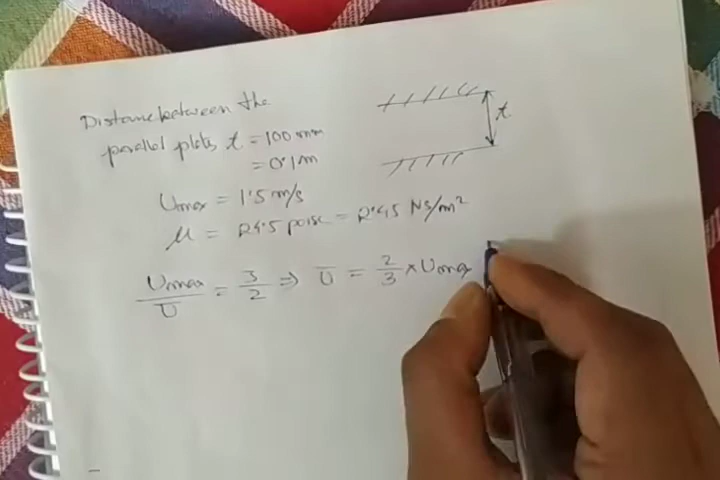 Distance between the
parallel plates, t = 100 mm
= 0.1m
t
Umax = 1.5 m/s
μ = 24.5 poise = 2.45 NS/m²
Umax/Ū = 3/2 ⇒ Ū = 2/3 × Umax